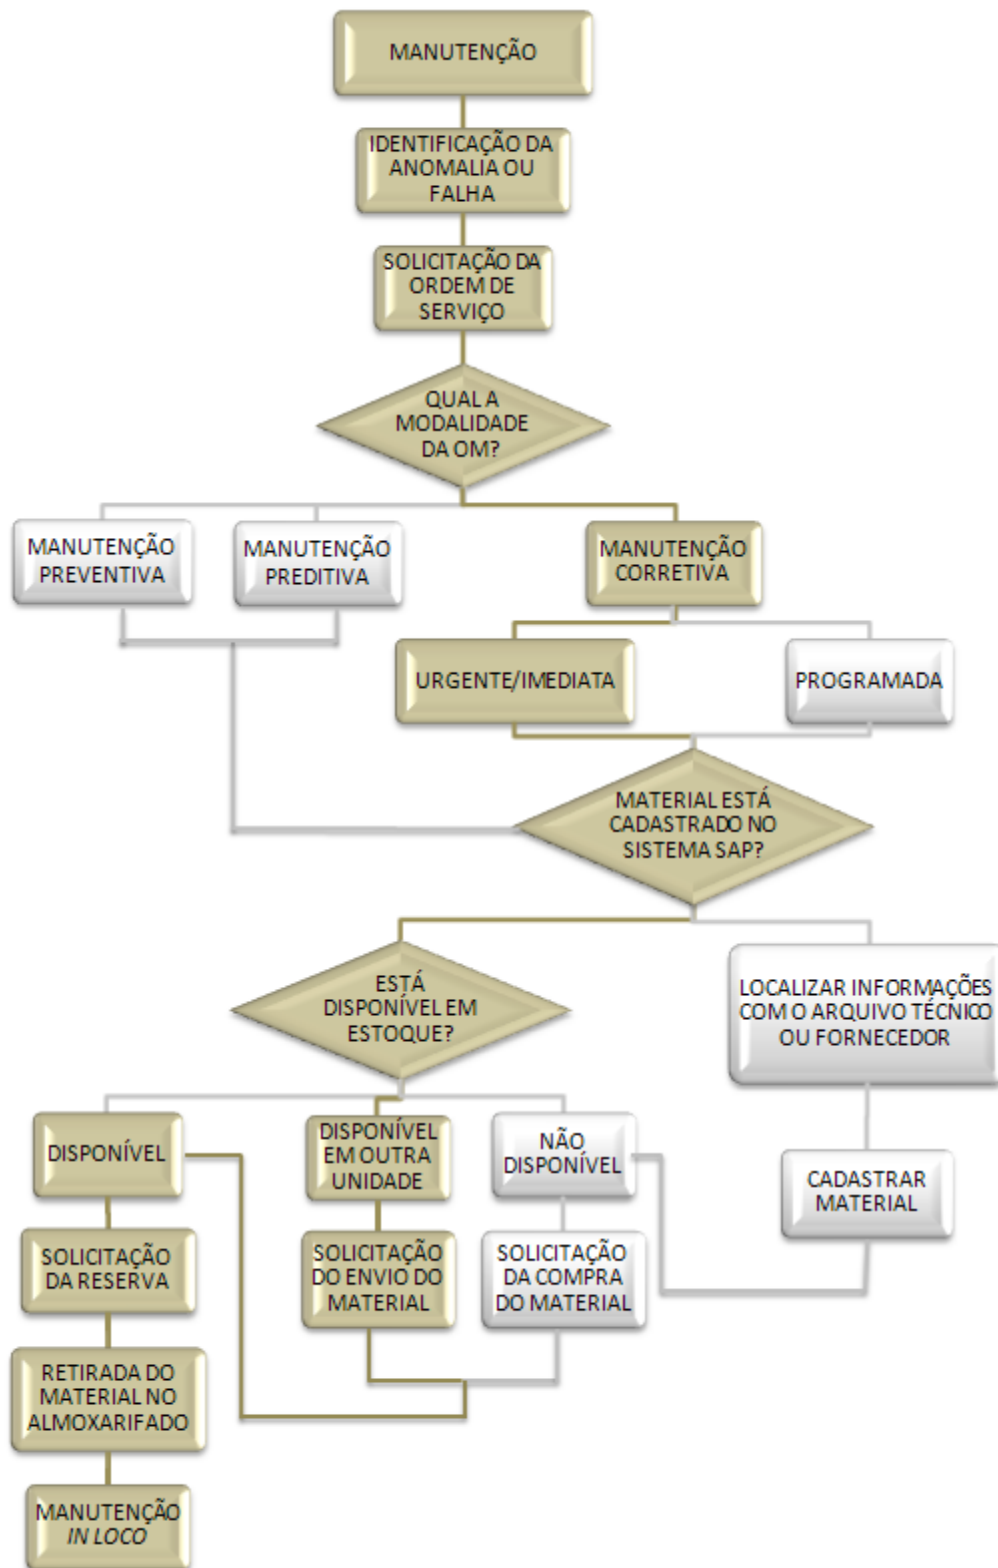 MANUTENÇÃO
IDENTIFICAÇÃO DA
ANOMALIA OU
FALHA
SOLICITAÇÃO DA
ORDEM DE
SERVIÇO
QUAL A
MODALIDADE
DA OM?
MANUTENÇÃO
PREVENTIVA
MANUTENÇÃO
PREDITIVA
MANUTENÇÃO
CORRETIVA
URGENTE/IMEDIATA
PROGRAMADA
MATERIAL ESTÁ
CADASTRADO NO
SISTEMA SAP?
ESTÁ
DISPONÍVEL EM
ESTOQUE?
LOCALIZAR INFORMAÇÕES
COM O ARQUIVO TÉCNICO
OU FORNECEDOR
DISPONÍVEL
DISPONÍVEL
EM OUTRA
UNIDADE
NÃO
DISPONÍVEL
CADASTRAR
MATERIAL
SOLICITAÇÃO
DA RESERVA
SOLICITAÇÃO
DO ENVIO DO
MATERIAL
SOLICITAÇÃO
DA COMPRA
DO MATERIAL
RETIRADA DO
MATERIAL NO
ALMOXARIFADO
MANUTENÇÃO
IN LOCO